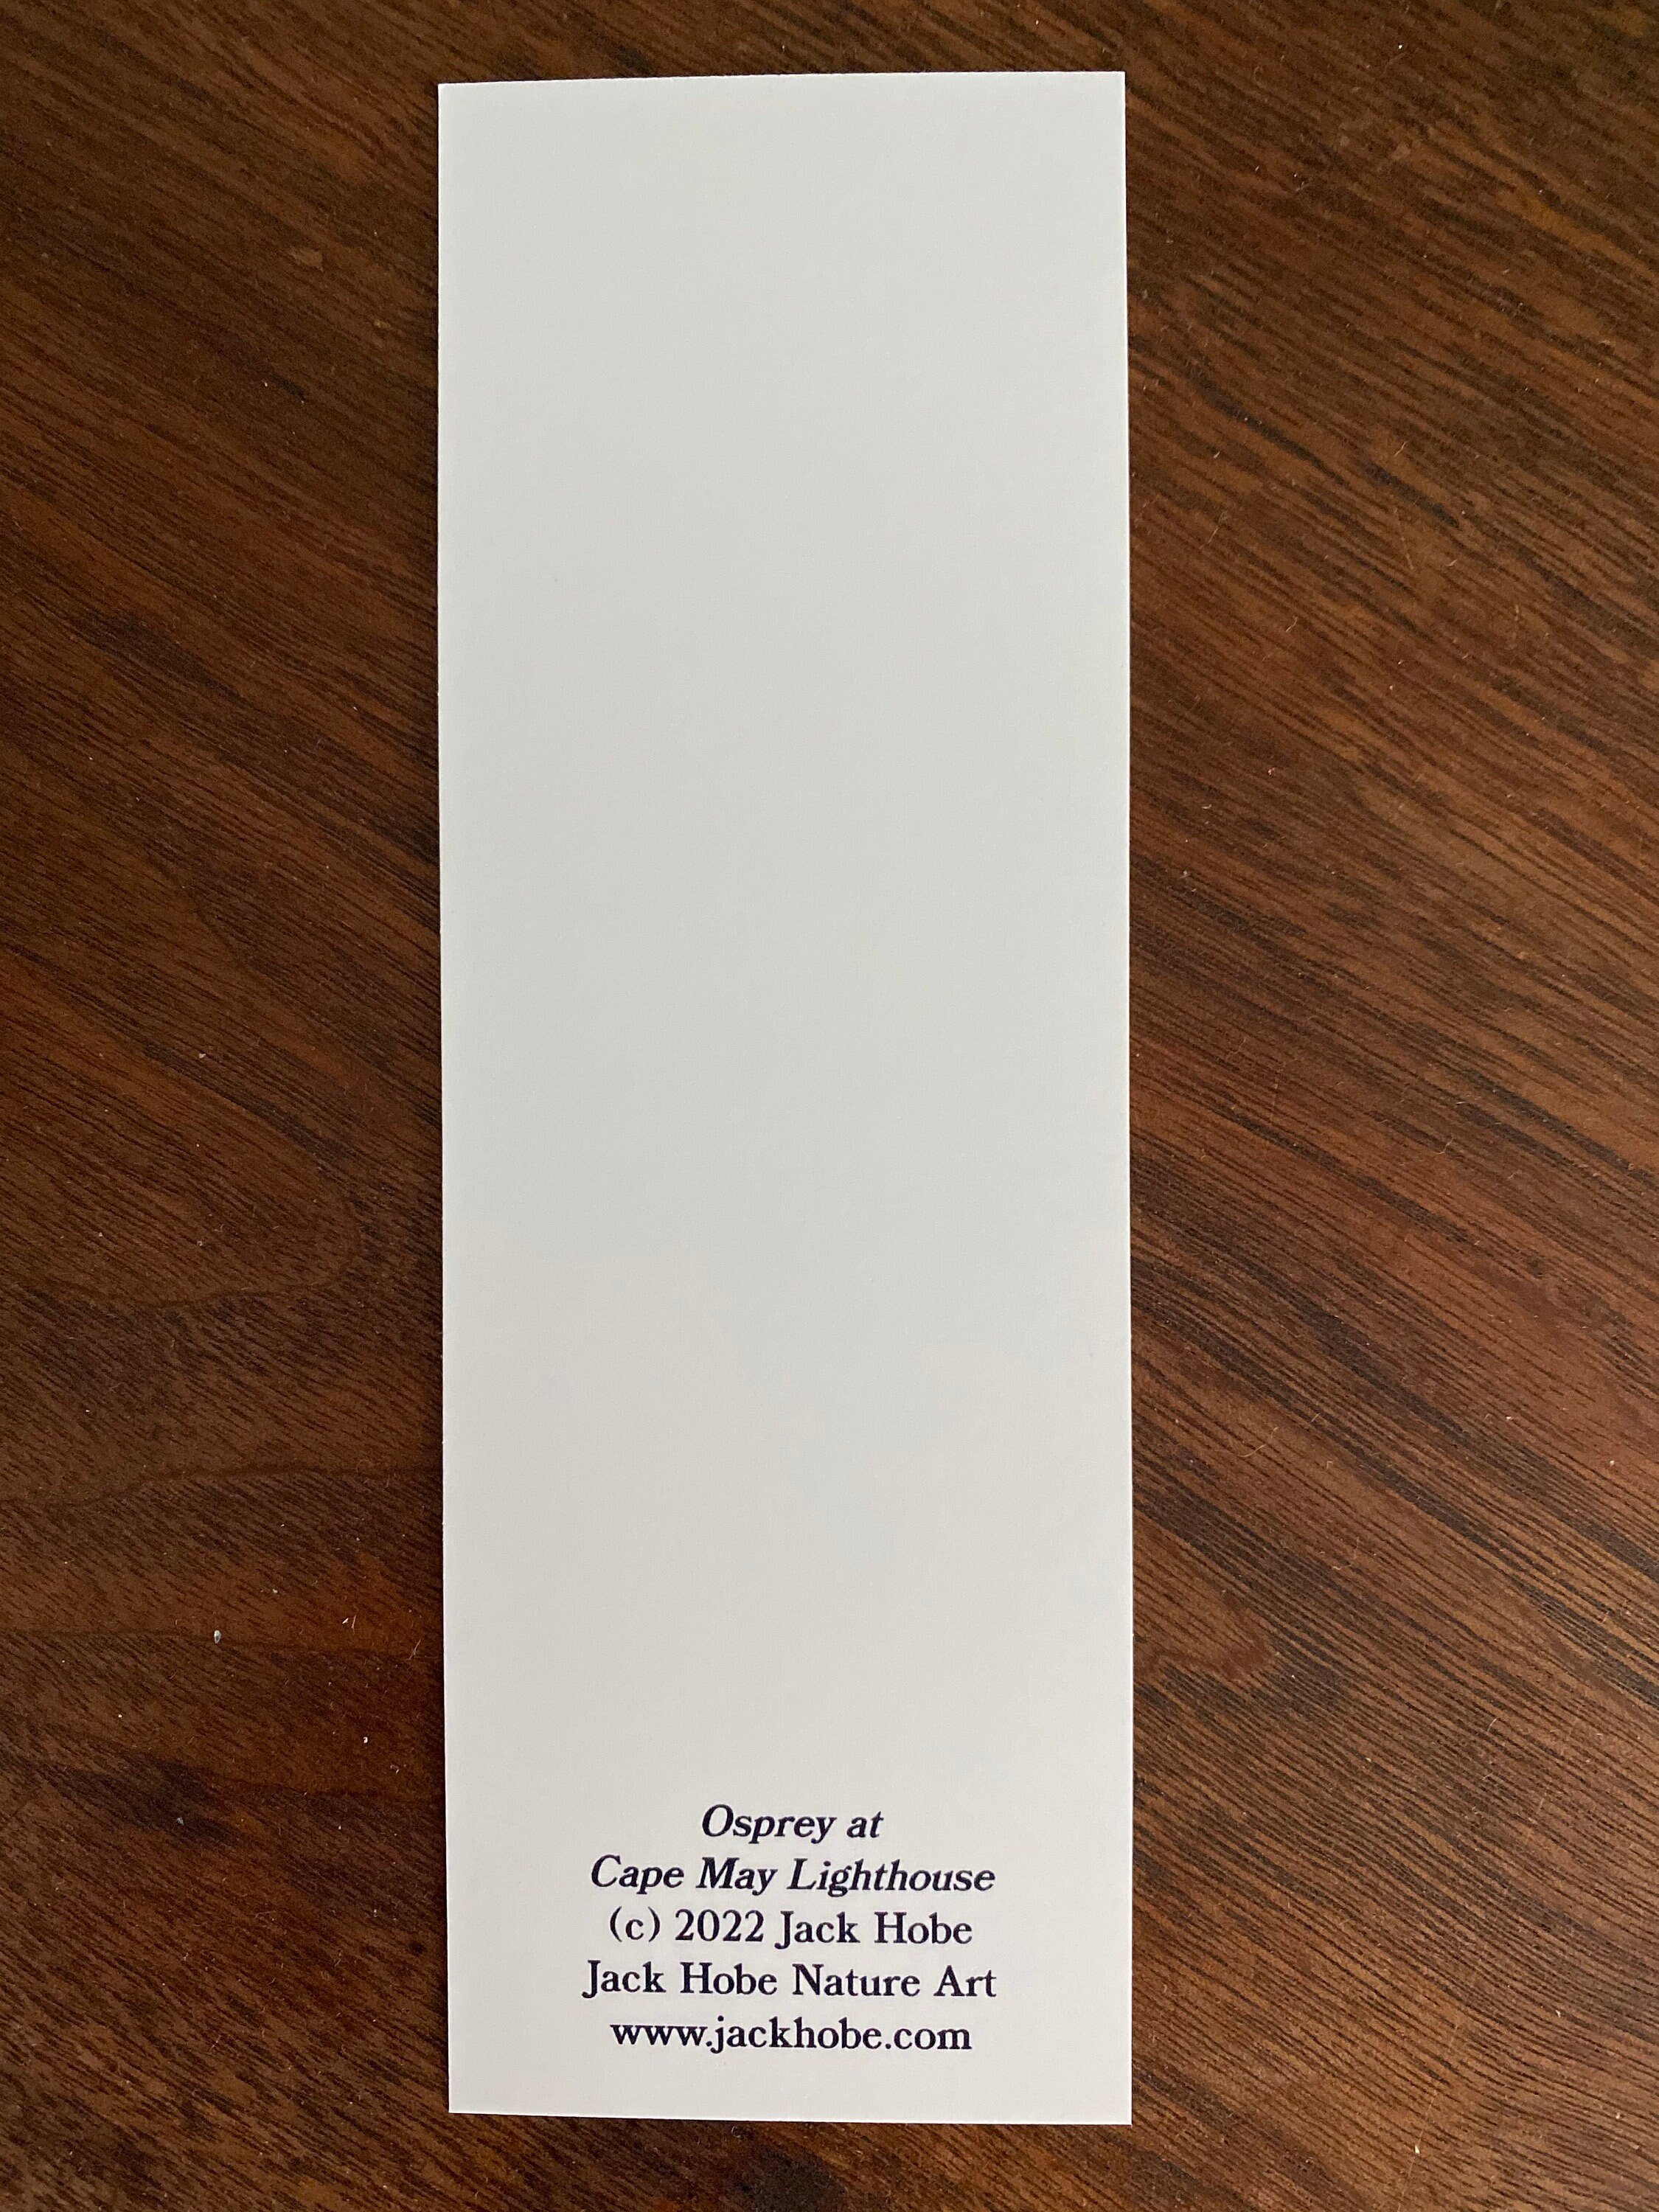 Osprey at
Cape May Lighthouse
(c) 2022 Jack Hobe
Jack Hobe Nature Art
www.jackhobe.com